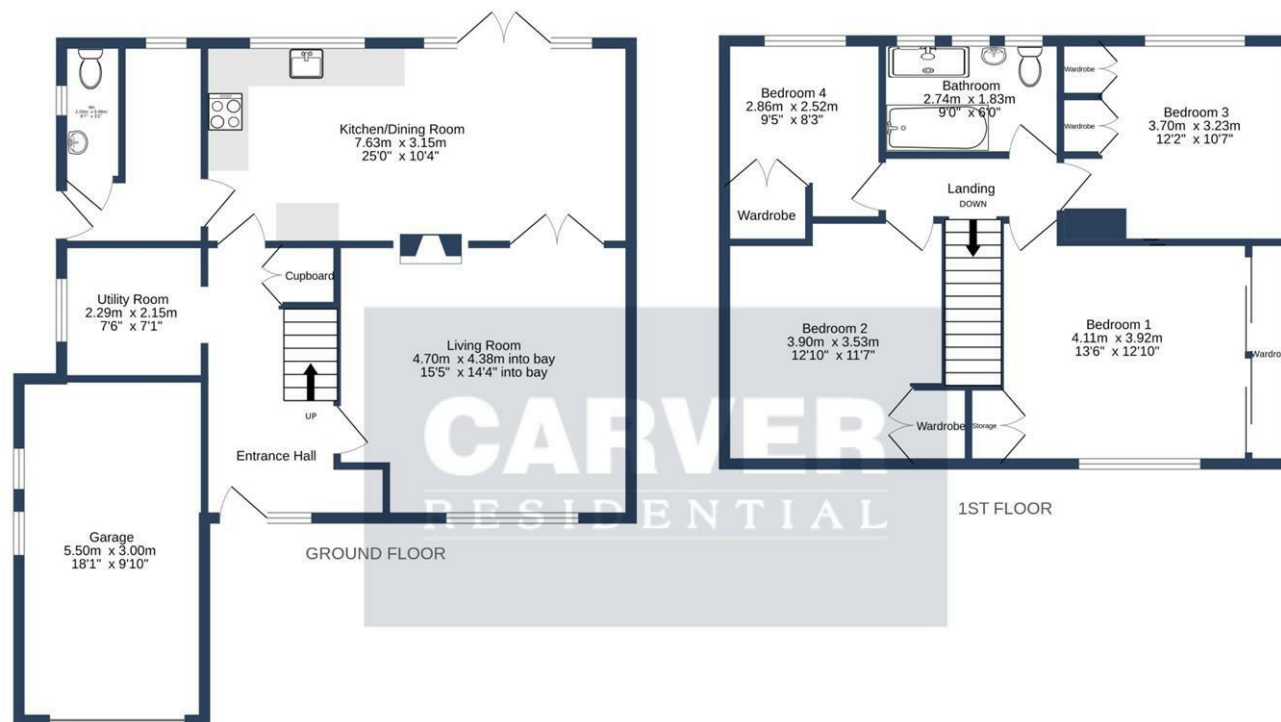 Kitchen/Dining Room
7.63m x 3.15m
25'0" x 10'4"
Cupboard
Utility Room
2.29m x 2.15m
7'6" x 7'1"
Living Room
4.70m x 4.38m into bay
15'5" x 14'4" into bay
UP
Entrance Hall
Garage
5.50m x 3.00m
18'1" x 9'10"
GROUND FLOOR
CARVER
RESIDENTIAL
Bedroom 4
2.86m x 2.52m
9'5" x 8'3"
Wardrobe
Bathroom
2.74m x 1.83m
9'0" x 6'0"
Wardrobe
Wardrobe
Bedroom 3
3.70m x 3.23m
12'2" x 10'7"
Landing
DOWN
Bedroom 2
3.90m x 3.53m
12'10" x 11'7"
Bedroom 1
4.11m x 3.92m
13'6" x 12'10"
Wardro
Wardrobe
Storage
1ST FLOOR